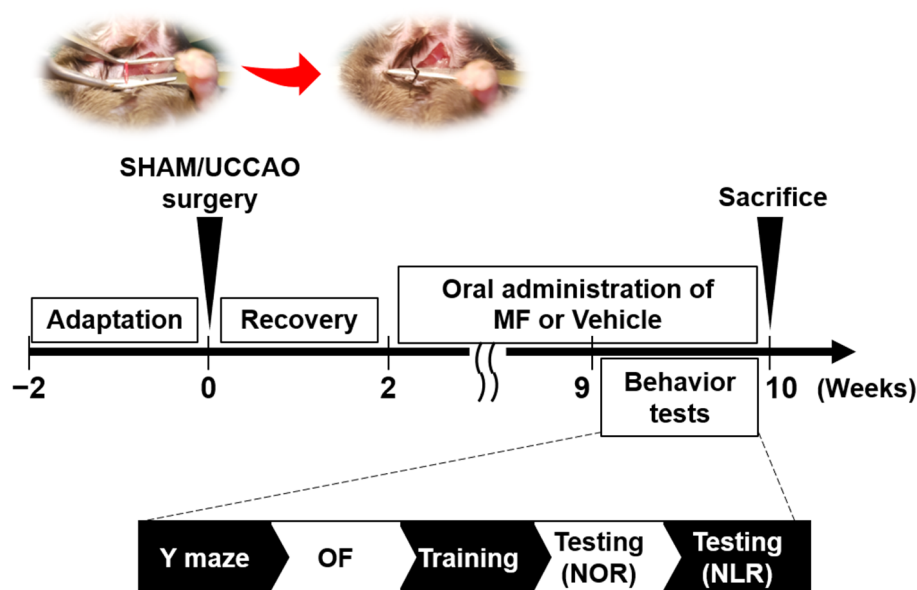 SHAM/UCCAO
surgery
Sacrifice
Adaptation
Recovery
Oral administration of
MF or Vehicle
−2
0
2
9
10
(Weeks)
Behavior
tests
Y maze
OF
Training
Testing
(NOR)
Testing
(NLR)